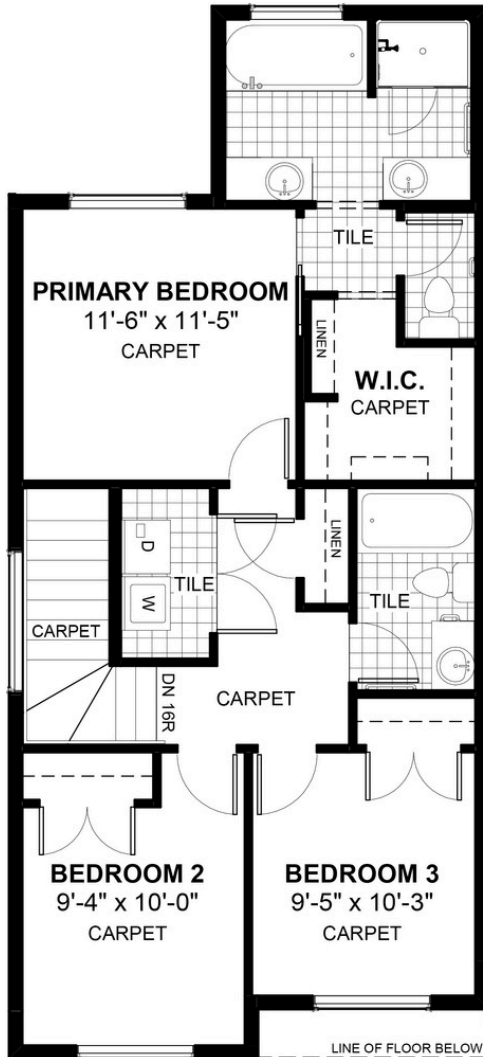 TILE
PRIMARY BEDROOM
11'-6" x 11'-5"
CARPET
LINEN
W.I.C.
CARPET
D
W
TILE
LINEN
TILE
CARPET
DN 16R
CARPET
BEDROOM 2
9'-4" x 10'-0"
CARPET
BEDROOM 3
9'-5" x 10'-3"
CARPET
LINE OF FLOOR BELOW